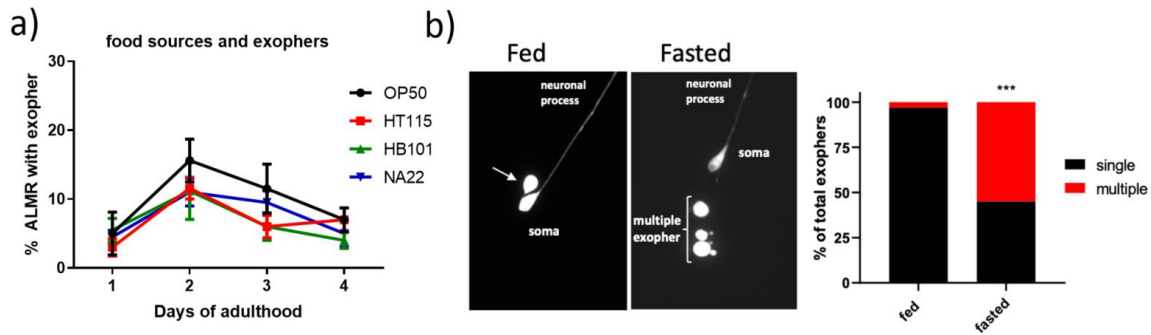 a)
food sources and exophers
30
20
10
0
% ALMR with exopher
1 2 3 4
Days of adulthood
OP50
HT115
HB101
NA22
b)
Fed
neuronal
process
soma
Fasted
neuronal
process
soma
multiple
exopher
% of total exophers
100
75
50
25
0
***
fed
fasted
single
multiple